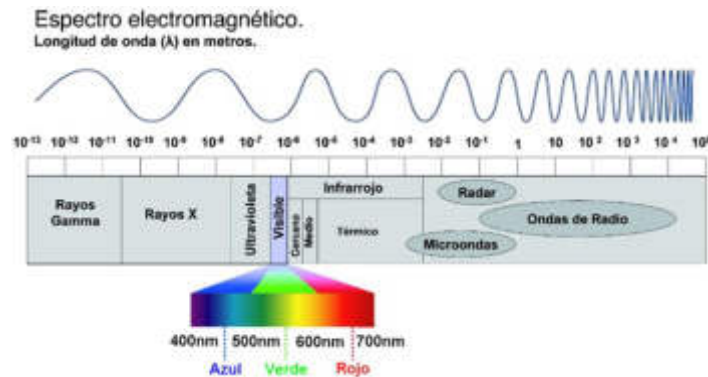 Espectro electromagnético.
Longitud de onda (λ) en metros.
10⁻¹³ 10⁻¹² 10⁻¹¹ 10⁻¹⁰ 10⁻⁹ 10⁻⁸ 10⁻⁷ 10⁻⁶ 10⁻⁵ 10⁻⁴ 10⁻³ 10⁻² 10⁻¹ 1 10 10² 10³ 10⁴ 10⁵
Rayos Gamma
Rayos X
Ultravioleta
Visible
Infrarrojo
Cercano
Medio
Térmico
Radar
Ondas de Radio
Microondas
400nm 500nm 600nm 700nm
Azul Verde Rojo